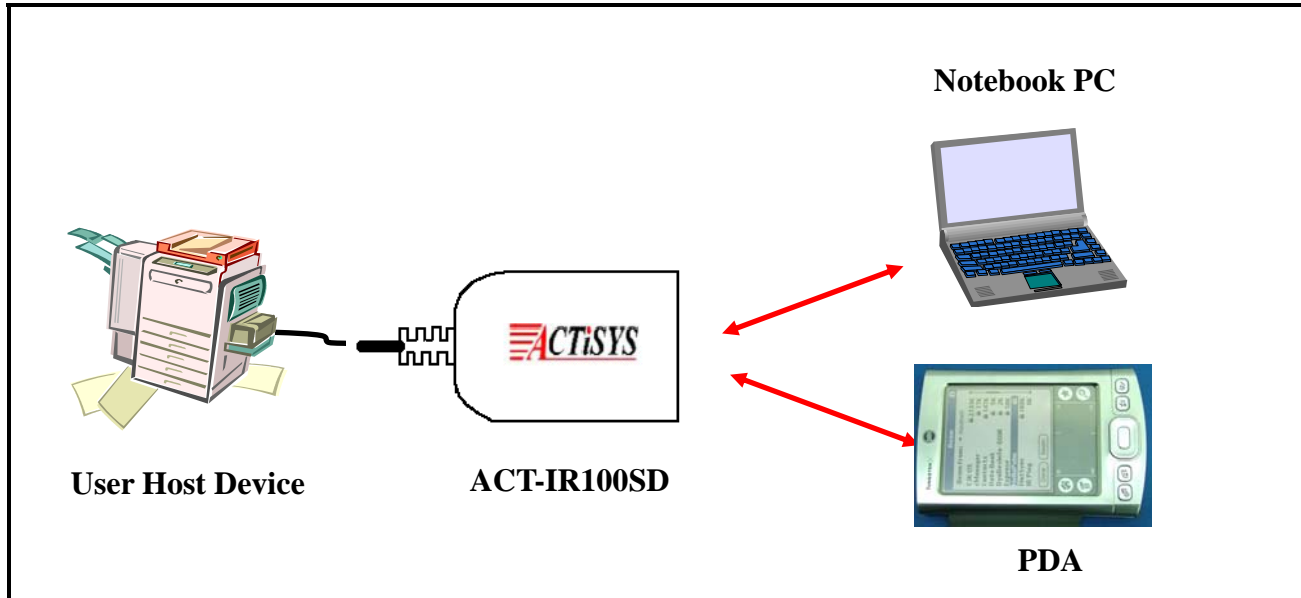 Notebook PC
ACTiSYS
User Host Device
ACT-IR100SD
PDA